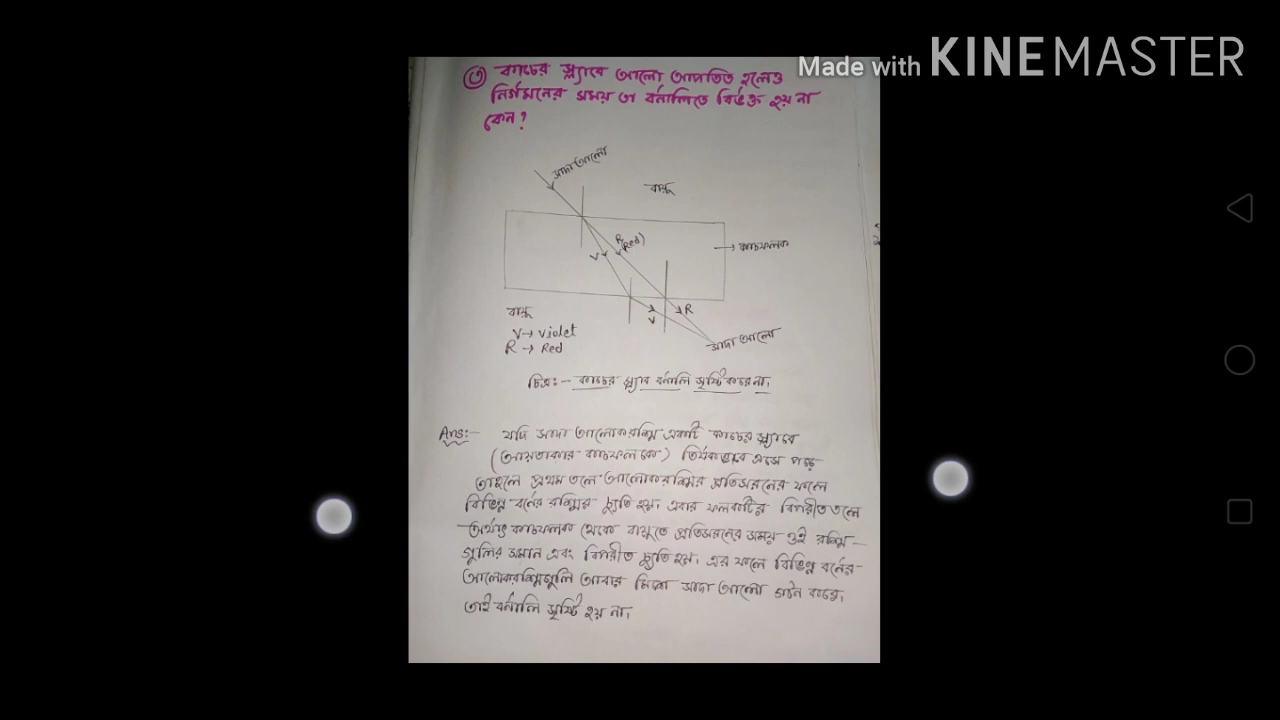 Made with KINEMASTER
③ কাচের স্ল্যাবে আলো আপতিত হলেও
নির্গমনের সময় তা বর্নালিতে বিভক্ত হয় না
কেন?
সাদা আলো
বায়ু
R (Red)
V
→ কাচফলক
R
V
বায়ু
V → Violet
R → Red
সাদা আলো
চিত্র:- কাচের স্ল্যাব বর্নালি সৃষ্টি করে না।
Ans:- যদি সাদা আলোকরশ্মি একটি কাচের স্ল্যাবে
(আয়তাকার কাচফলকে) তির্যকভাবে এসে পড়ে
তাহলে প্রথম তলে আলোকরশ্মির প্রতিসরনের ফলে
বিভিন্ন বর্নের রশ্মির চ্যুতি হয়। এবার ফলকটির বিপরীত তলে
অর্থাৎ কাচফলক থেকে বায়ুতে প্রতিসরনের সময় ওই রশ্মি-
গুলির সমান এবং বিপরীত চ্যুতি হয়। এর ফলে বিভিন্ন বর্নের
আলোকরশ্মিগুলি আবার মিশে সাদা আলো গঠন করে।
তাই বর্নালি সৃষ্টি হয় না।